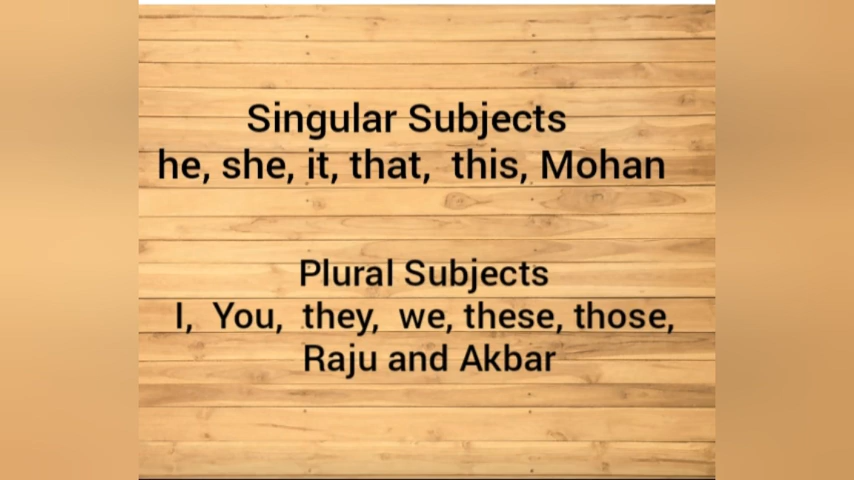 Singular Subjects
he, she, it, that, this, Mohan
Plural Subjects
I, You, they, we, these, those,
Raju and Akbar